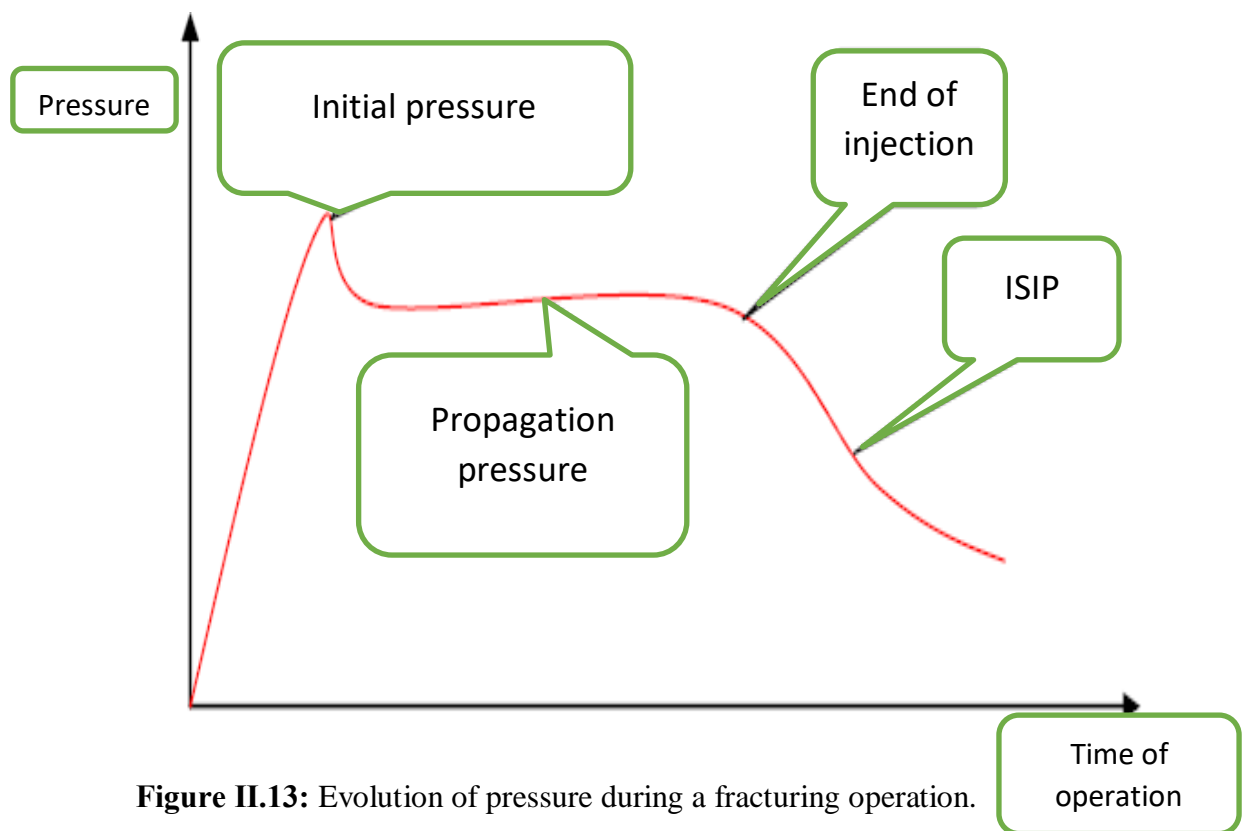 Pressure
Initial pressure
End of
injection
ISIP
Propagation
pressure
Time of
operation
Figure II.13: Evolution of pressure during a fracturing operation.